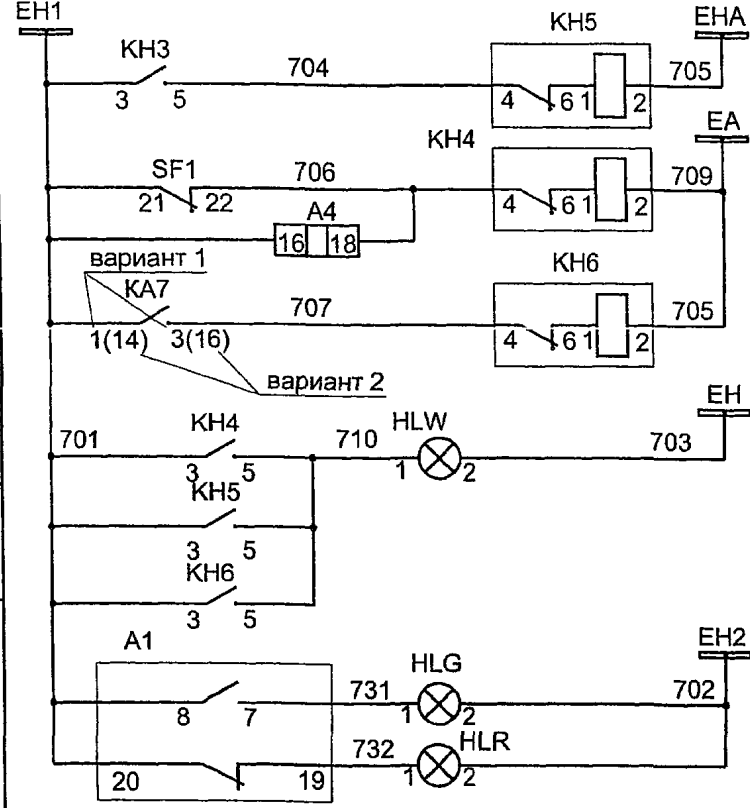 EH1
EHA
KH3
KH5
704
705
3 5
4 6 1 2
EA
KH4
SF1
706
709
21 22
4 6 1 2
A4
16 18
вариант 1
KA7
KH6
707
705
1(14) 3(16)
4 6 1 2
вариант 2
EH
701
KH4
710
HLW
703
3 5
1 2
KH5
3 5
KH6
3 5
A1
EH2
HLG
731
702
8 7
1 2
732
HLR
20 19
1 2